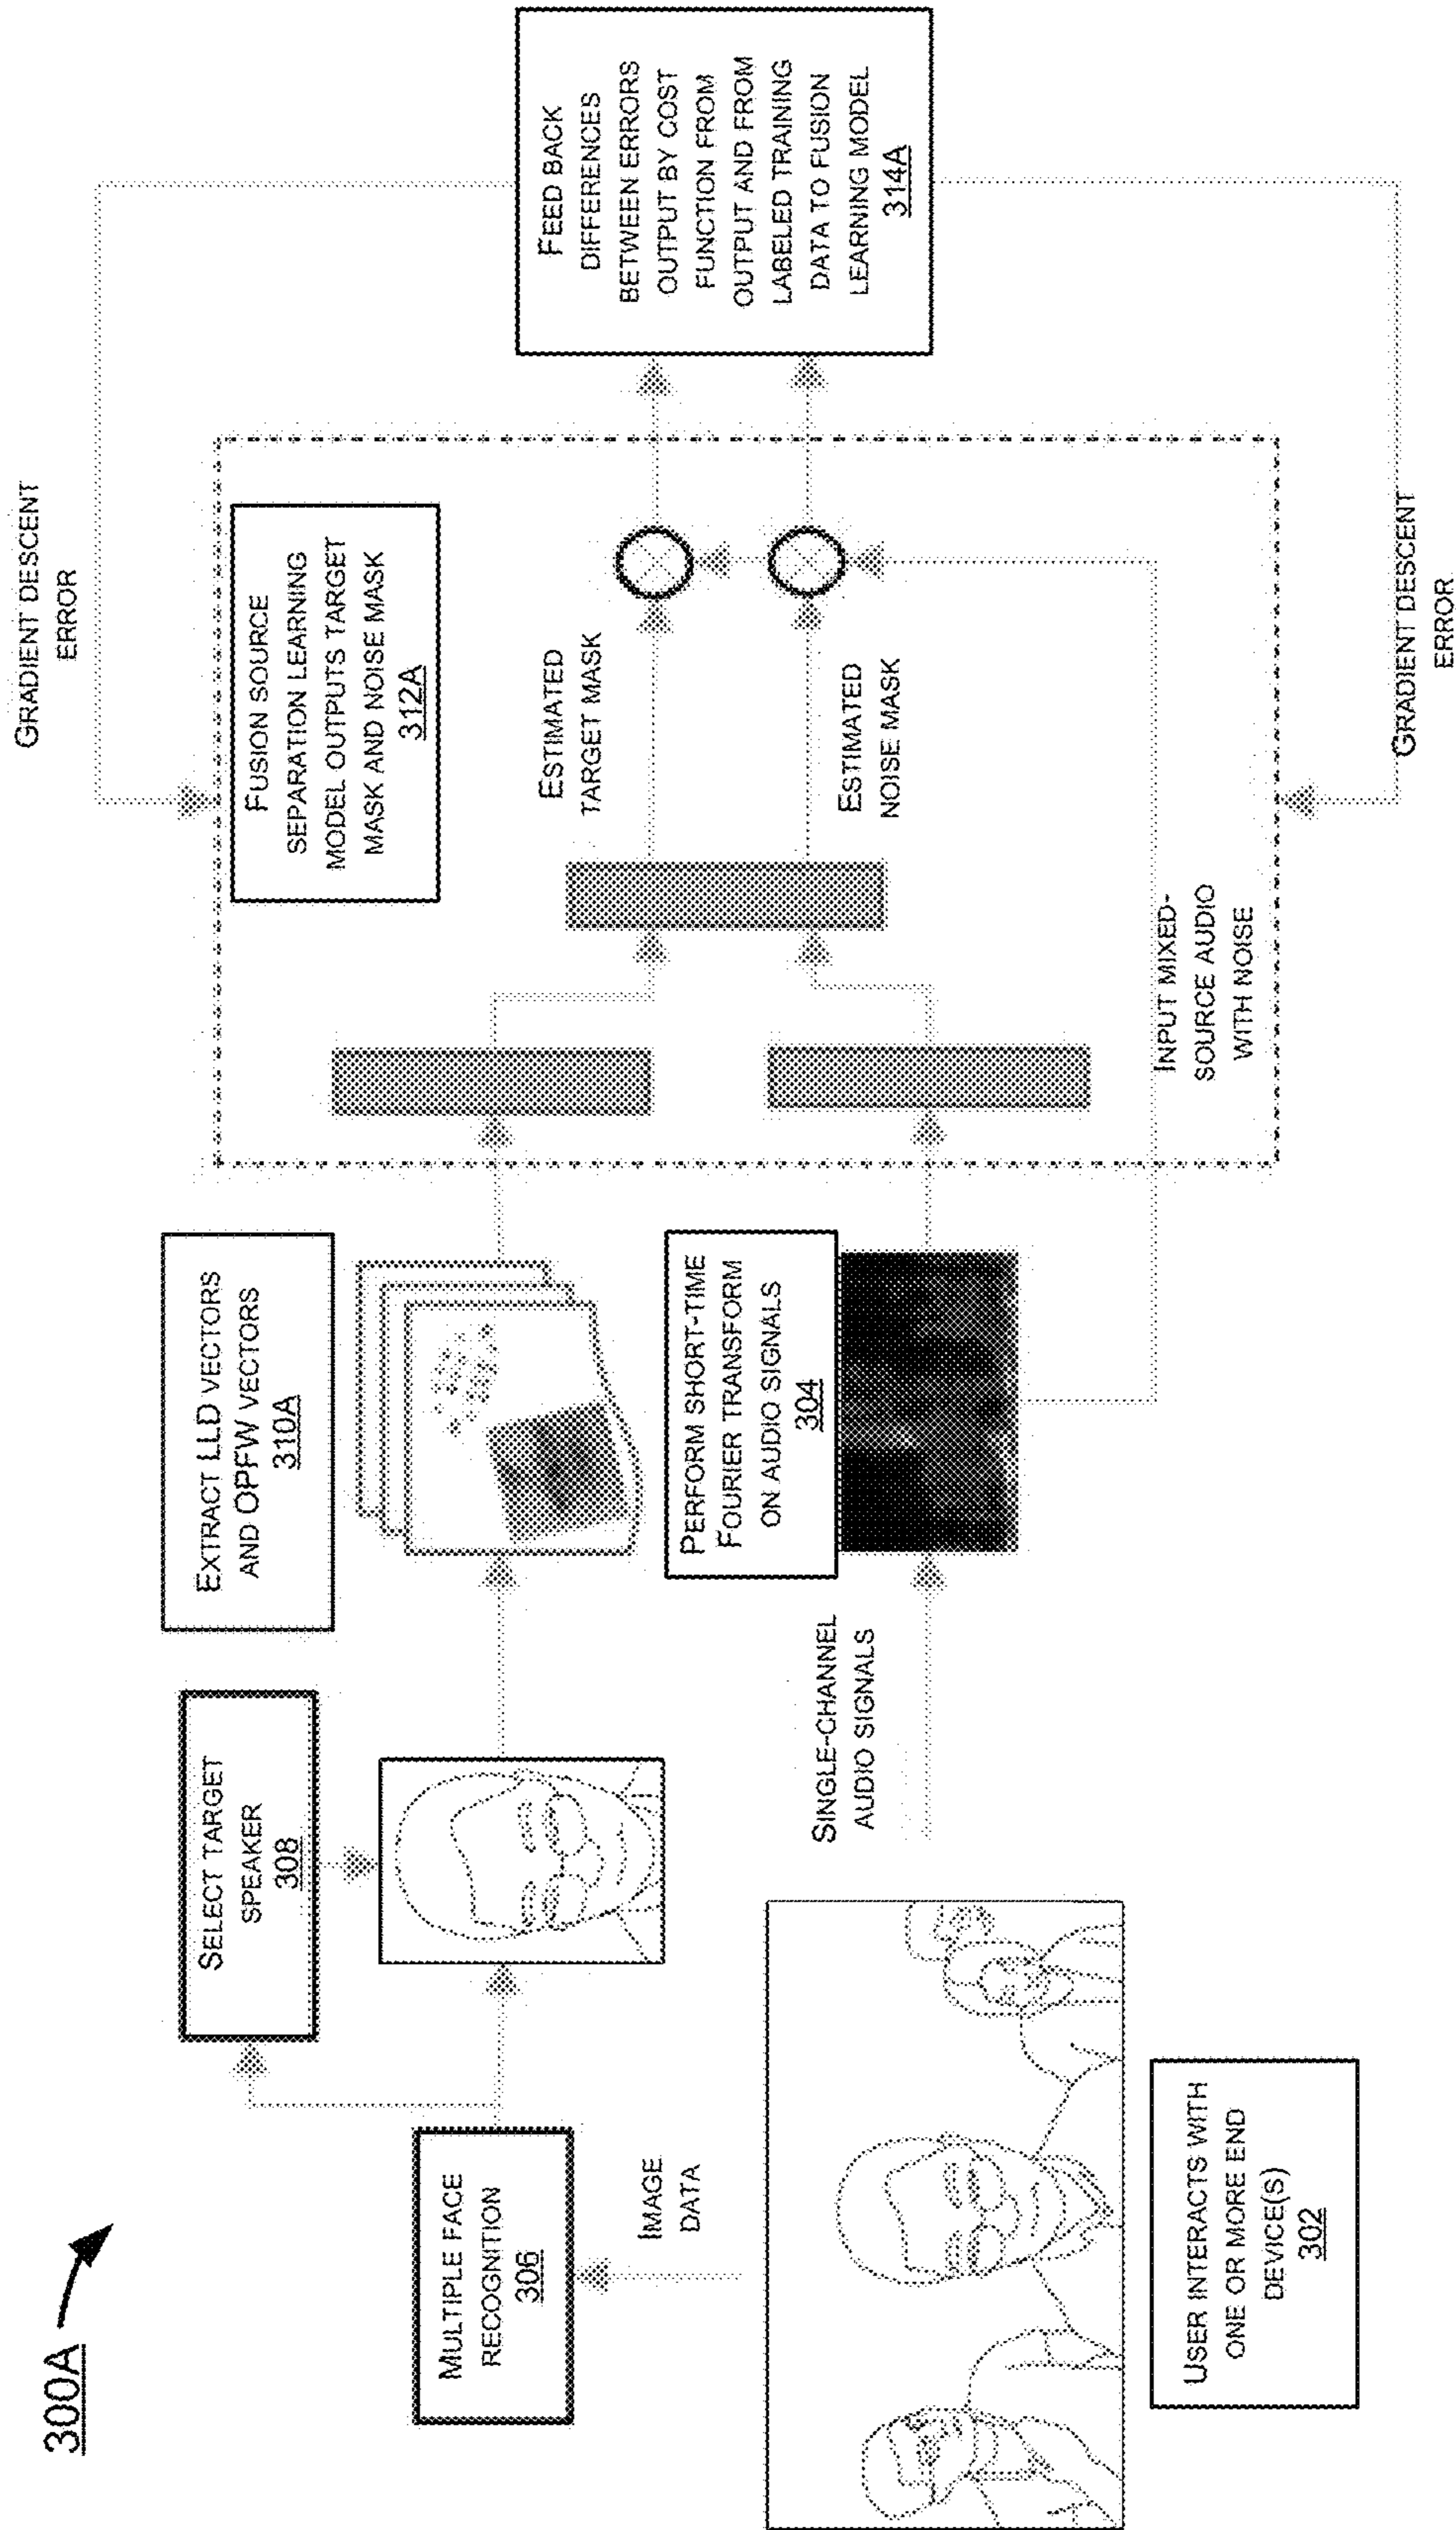 300A
MULTIPLE FACE
RECOGNITION
306
IMAGE
DATA
USER INTERACTS WITH
ONE OR MORE END
DEVICE(S)
302
SELECT TARGET
SPEAKER
308
SINGLE-CHANNEL
AUDIO SIGNALS
EXTRACT LLD VECTORS
AND OPFW VECTORS
310A
PERFORM SHORT-TIME
FOURIER TRANSFORM
ON AUDIO SIGNALS
304
INPUT MIXED-
SOURCE AUDIO
WITH NOISE
FUSION SOURCE
SEPARATION LEARNING
MODEL OUTPUTS TARGET
MASK AND NOISE MASK
312A
ESTIMATED
TARGET MASK
ESTIMATED
NOISE MASK
GRADIENT DESCENT
ERROR
GRADIENT DESCENT
ERROR
FEED BACK
DIFFERENCES
BETWEEN ERRORS
OUTPUT BY COST
FUNCTION FROM
OUTPUT AND FROM
LABELED TRAINING
DATA TO FUSION
LEARNING MODEL
314A